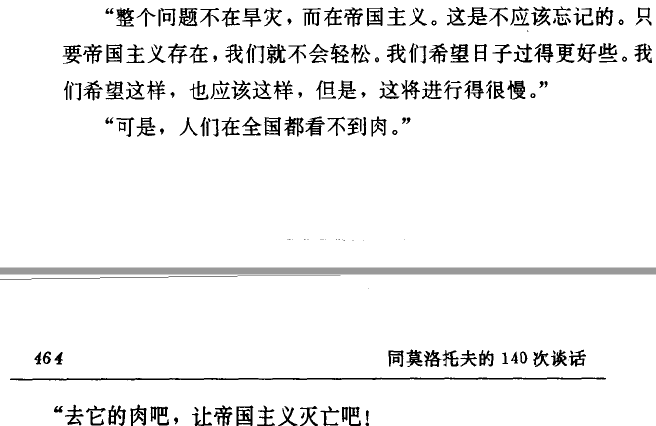 “整个问题不在旱灾，而在帝国主义。这是不应该忘记的。只
要帝国主义存在，我们就不会轻松。我们希望日子过得更好些。我
们希望这样，也应该这样，但是，这将进行得很慢。”
“可是，人们在全国都看不到肉。”
464 同莫洛托夫的 140 次谈话
“去它的肉吧，让帝国主义灭亡吧！